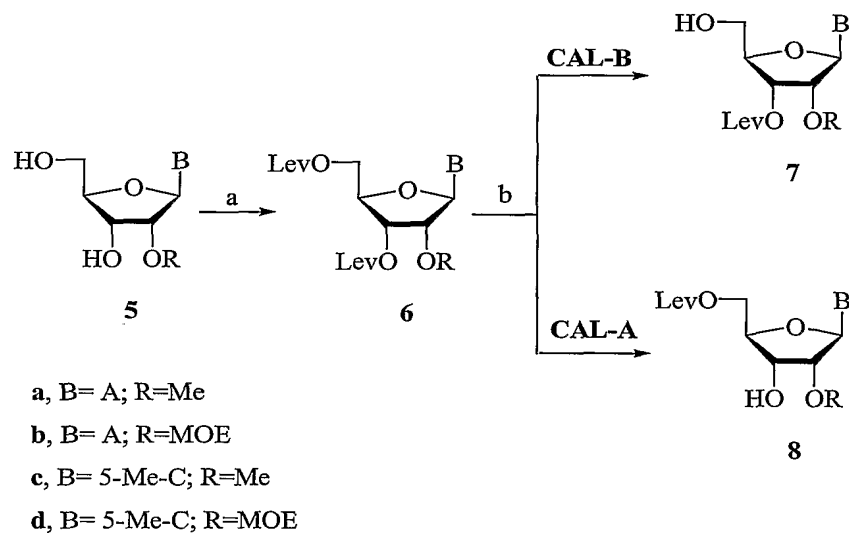 HO
O
B
CAL-B
LevO
OR
7
HO
O
B
HO
OR
5
a
LevO
O
B
LevO
OR
6
b
CAL-A
LevO
O
B
HO
OR
8
a, B= A; R=Me
b, B= A; R=MOE
c, B= 5-Me-C; R=Me
d, B= 5-Me-C; R=MOE